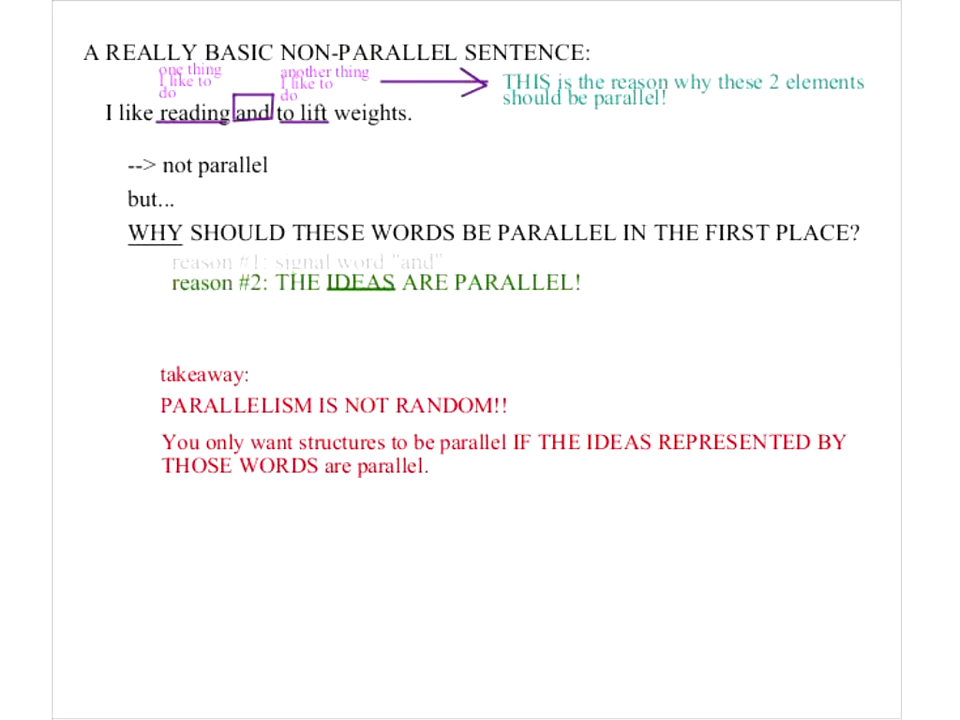 A REALLY BASIC NON-PARALLEL SENTENCE:
one thing
I like to
do
another thing
I like to
do
THIS is the reason why these 2 elements
should be parallel!
I like reading and to lift weights.
--> not parallel
but...
WHY SHOULD THESE WORDS BE PARALLEL IN THE FIRST PLACE?
reason #1: signal word "and"
reason #2: THE IDEAS ARE PARALLEL!
takeaway:
PARALLELISM IS NOT RANDOM!!
You only want structures to be parallel IF THE IDEAS REPRESENTED BY
THOSE WORDS are parallel.